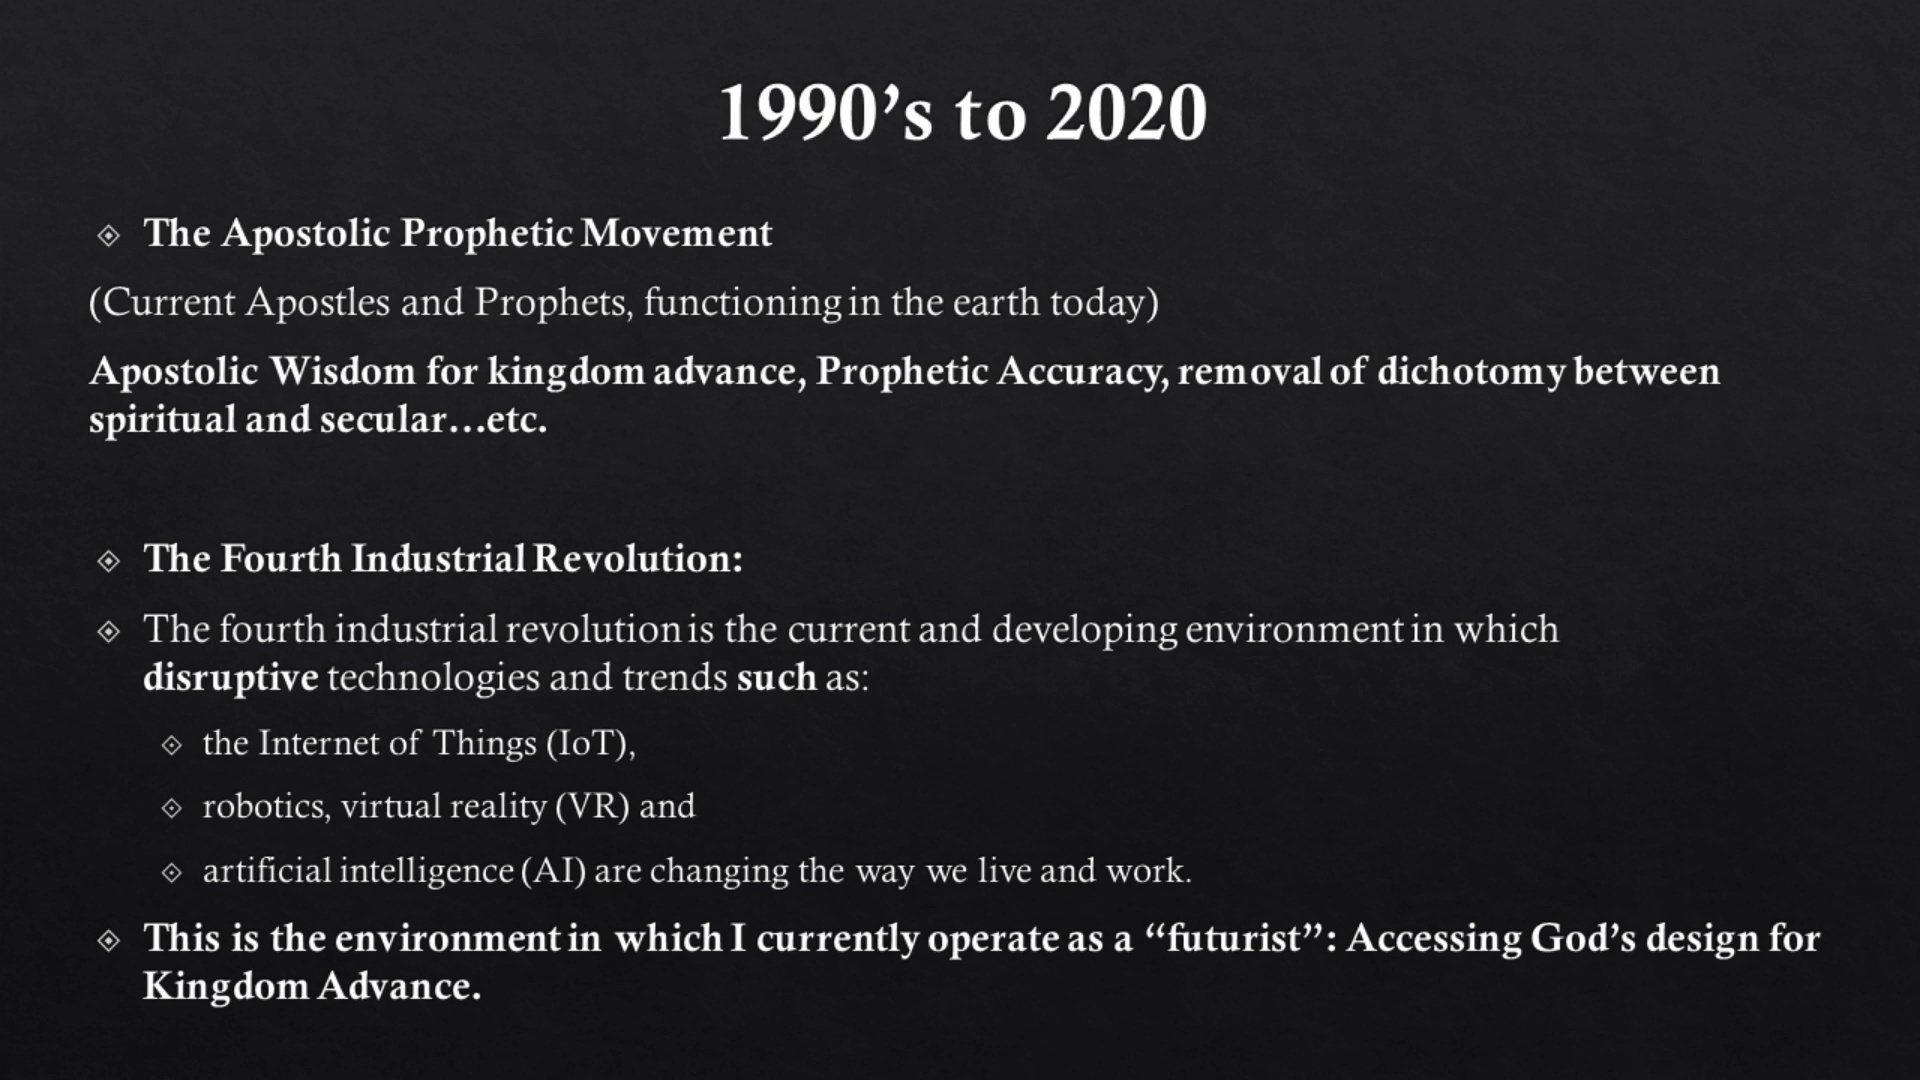 1990’s to 2020
The Apostolic Prophetic Movement
(Current Apostles and Prophets, functioning in the earth today)
Apostolic Wisdom for kingdom advance, Prophetic Accuracy, removal of dichotomy between
spiritual and secular…etc.
The Fourth Industrial Revolution:
The fourth industrial revolution is the current and developing environment in which
disruptive technologies and trends such as:
the Internet of Things (IoT),
robotics, virtual reality (VR) and
artificial intelligence (AI) are changing the way we live and work.
This is the environment in which I currently operate as a “futurist”: Accessing God’s design for
Kingdom Advance.